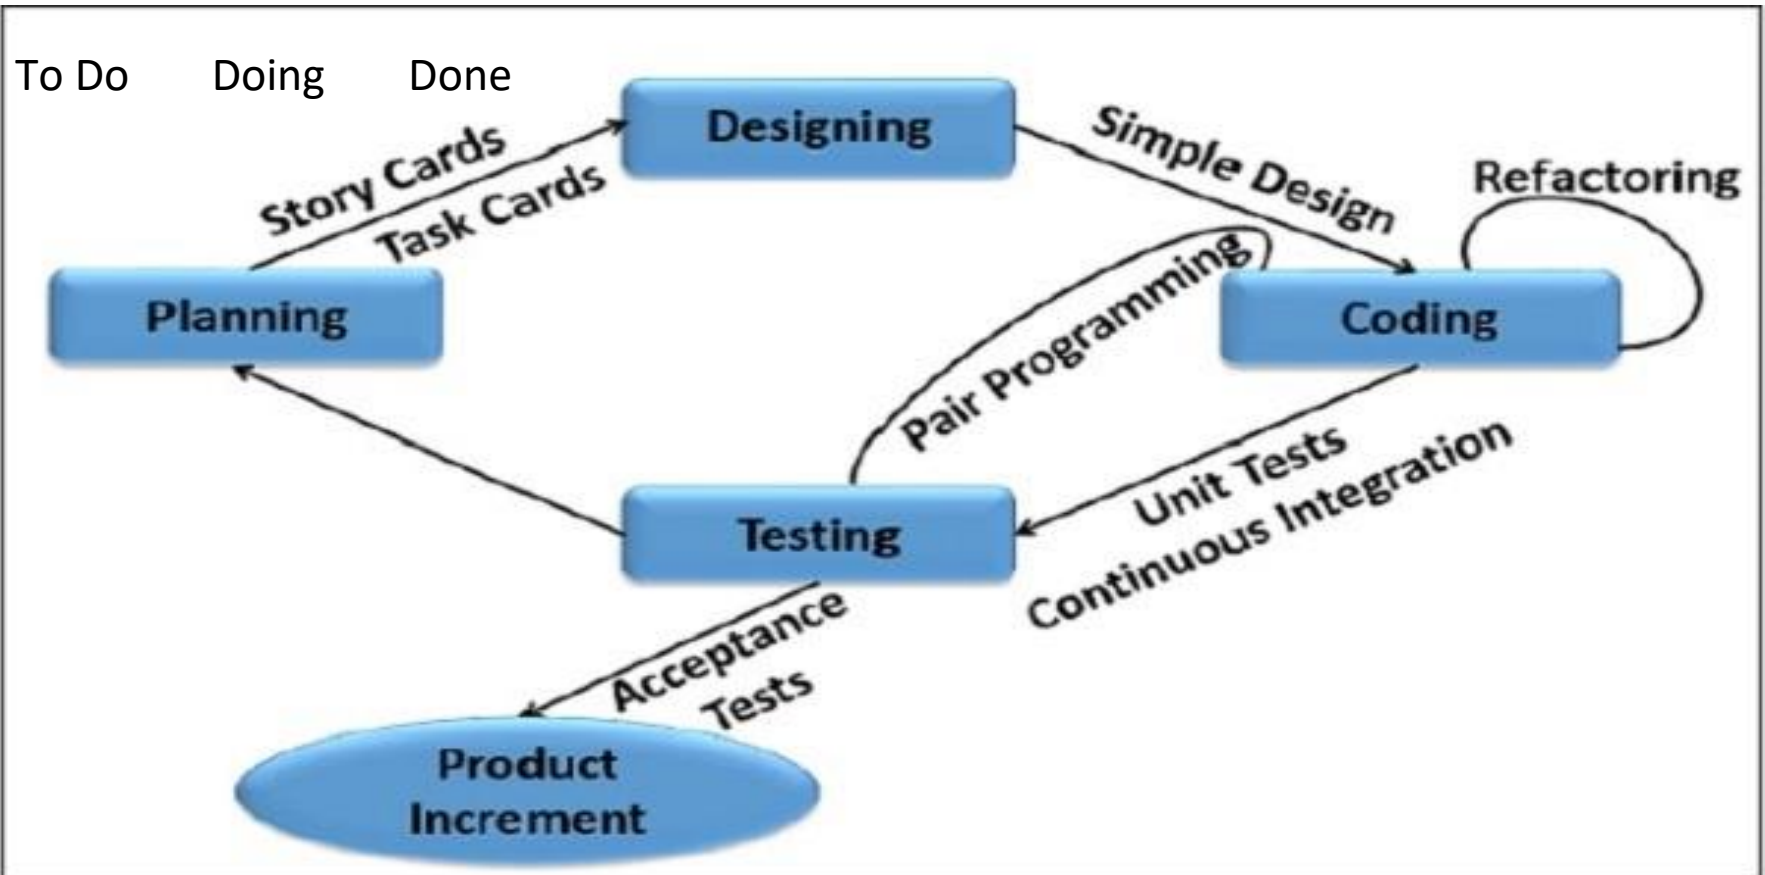 To Do Doing Done
Designing
Story Cards
Task Cards
Simple Design
Refactoring
Planning
Pair Programming
Coding
Unit Tests
Continuous Integration
Testing
Acceptance
Tests
Product
Increment